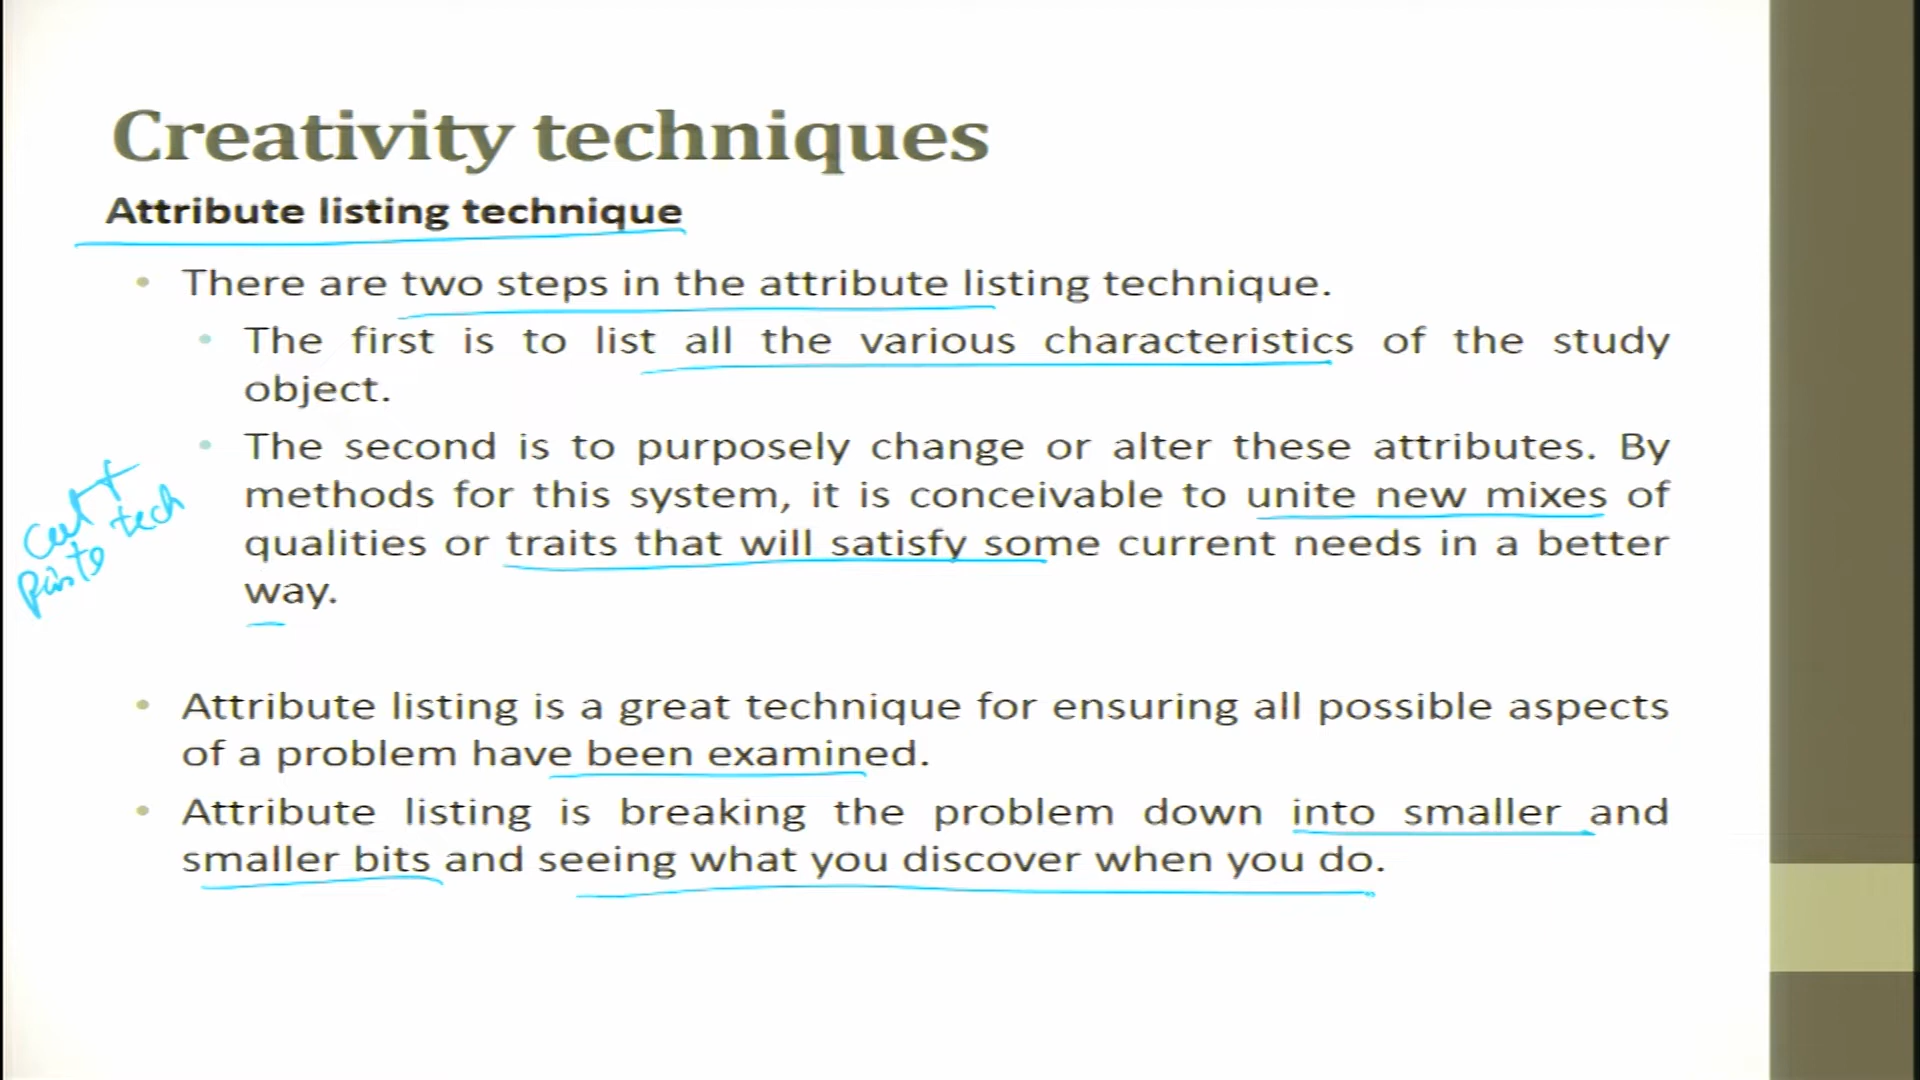 Creativity techniques
Attribute listing technique
• There are two steps in the attribute listing technique.
• The first is to list all the various characteristics of the study
object.
• The second is to purposely change or alter these attributes. By
methods for this system, it is conceivable to unite new mixes of
qualities or traits that will satisfy some current needs in a better
way.
Cut +
paste tech
• Attribute listing is a great technique for ensuring all possible aspects
of a problem have been examined.
• Attribute listing is breaking the problem down into smaller and
smaller bits and seeing what you discover when you do.